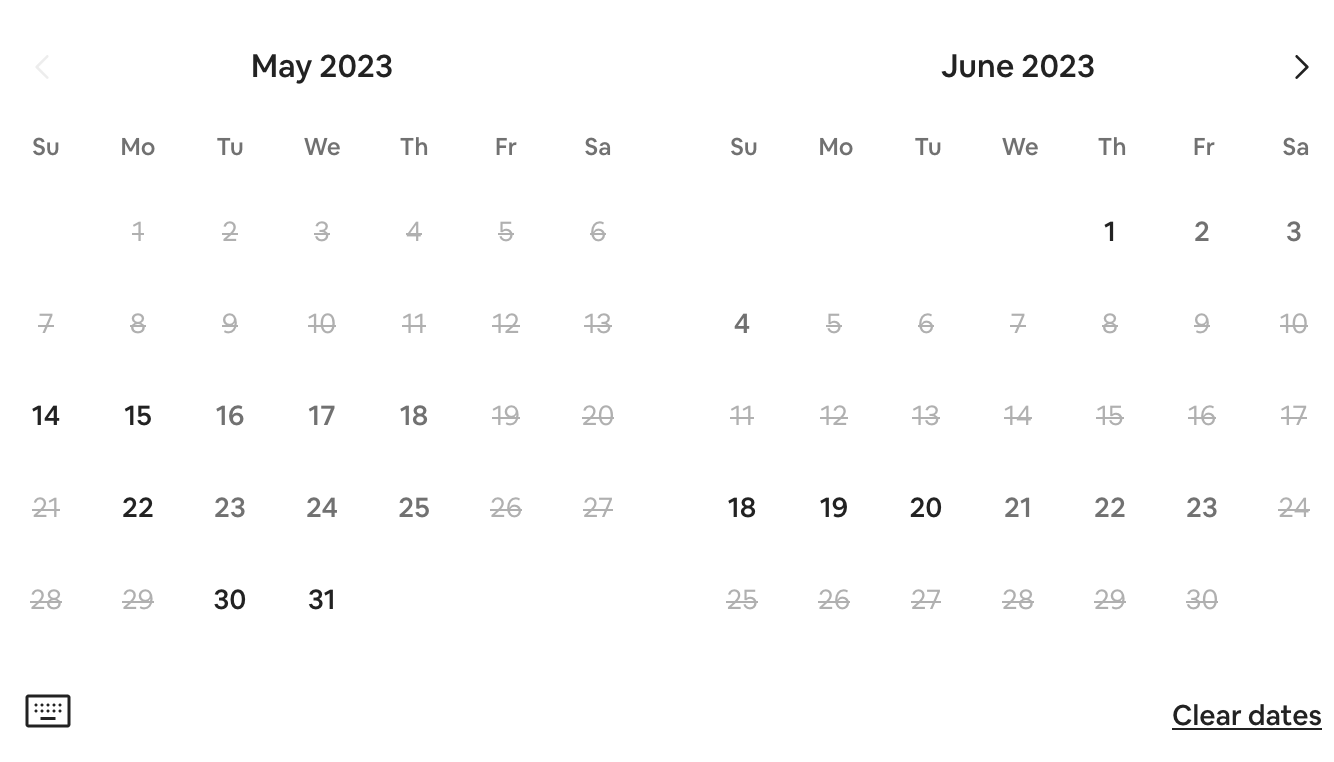 May 2023 June 2023
Su Mo Tu We Th Fr Sa Su Mo Tu We Th Fr Sa
1 2 3 4 5 6 1 2 3
7 8 9 10 11 12 13 4 5 6 7 8 9 10
14 15 16 17 18 19 20 11 12 13 14 15 16 17
21 22 23 24 25 26 27 18 19 20 21 22 23 24
28 29 30 31 25 26 27 28 29 30
Clear dates